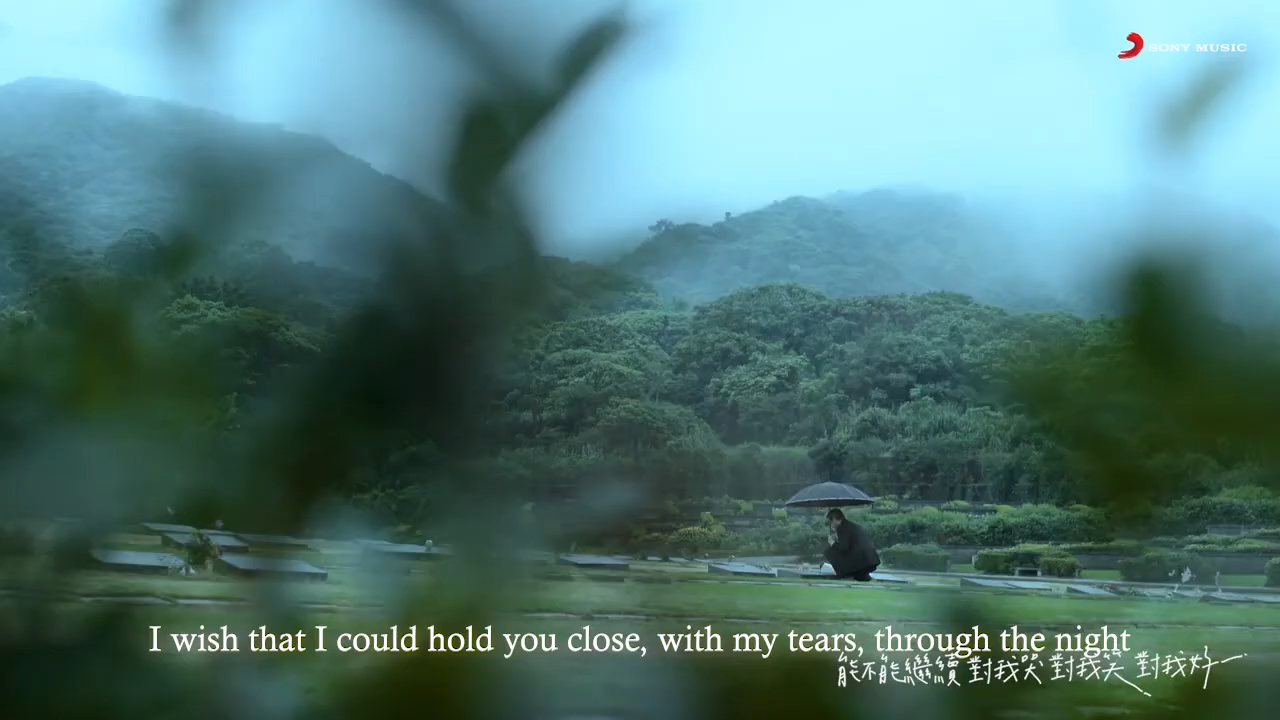 SONY MUSIC
I wish that I could hold you close, with my tears, through the night
能不能繼續 對我哭 對我笑 對我好